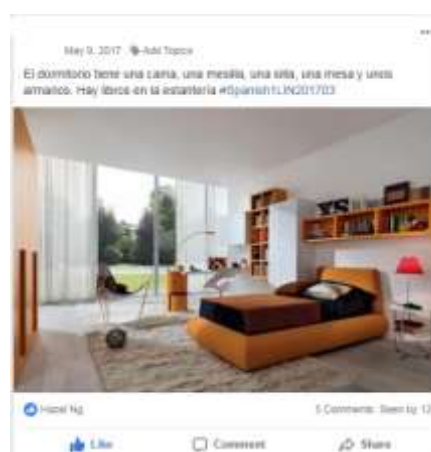 May 9, 2017 Add Topics
El dormitorio tiene una cama, una mesilla, una silla, una mesa y unos
armarios. Hay libros en la estantería #Spanish1LIN201703
XS
Hazel Ng 5 Comments Seen by 12
Like Comment Share